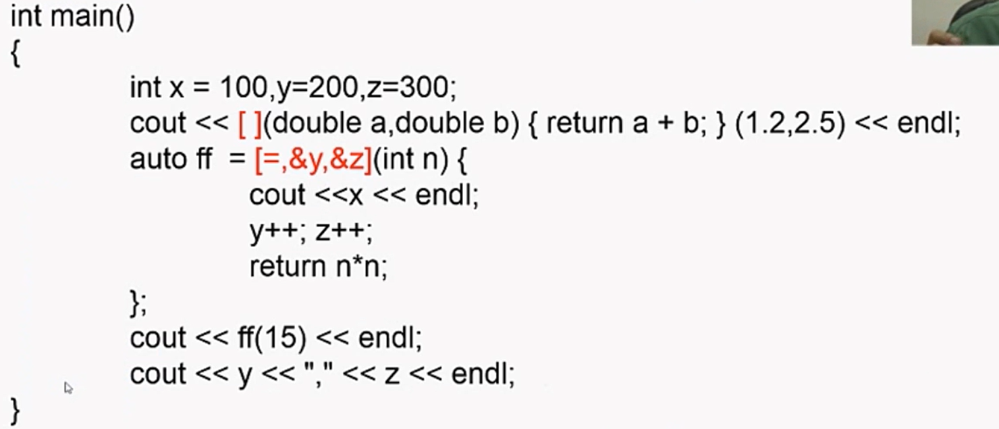 int main()
{
int x = 100,y=200,z=300;
cout << [ ](double a,double b) { return a + b; } (1.2,2.5) << endl;
auto ff = [=,&y,&z](int n) {
cout <<x << endl;
y++; z++;
return n*n;
};
cout << ff(15) << endl;
cout << y << "," << z << endl;
}